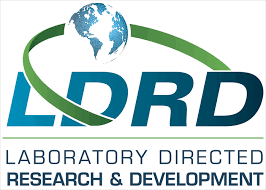 LDRD
LABORATORY DIRECTED
RESEARCH & DEVELOPMENT